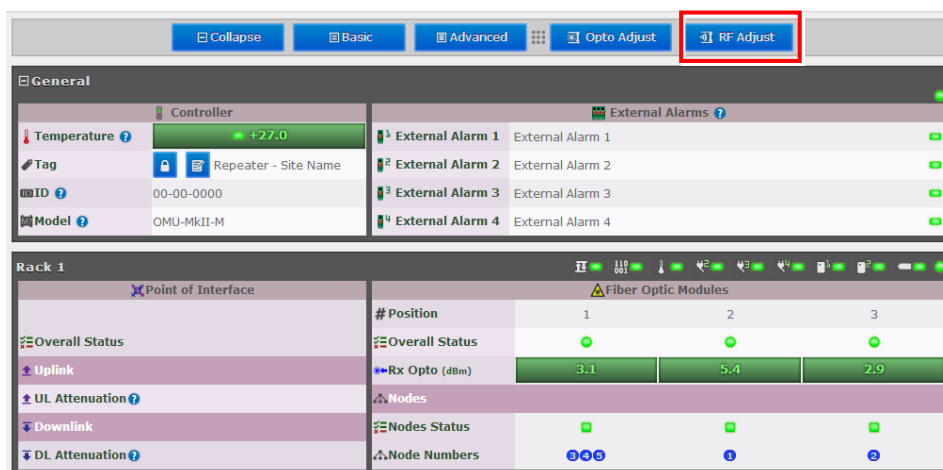 Collapse Basic Advanced Opto Adjust RF Adjust
General
Controller External Alarms
Temperature +27.0 External Alarm 1 External Alarm 1
Tag Repeater - Site Name External Alarm 2 External Alarm 2
ID 00-00-0000 External Alarm 3 External Alarm 3
Model OMU-MkII-M External Alarm 4 External Alarm 4
Rack 1
Point of Interface Fiber Optic Modules
#Position 1 2 3
Overall Status Overall Status
Uplink Rx Opto (dBm) 3.1 5.4 2.9
UL Attenuation Nodes
Downlink Nodes Status
DL Attenuation Node Numbers 3 4 5 1 2